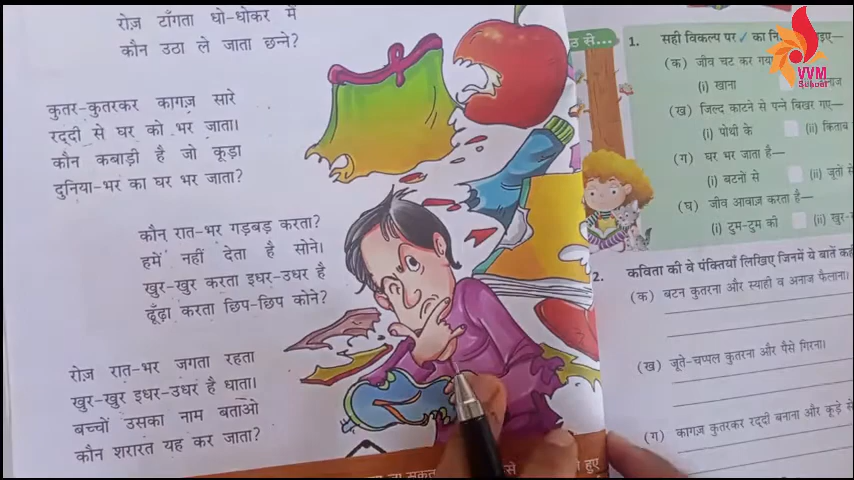 रोज़ टाँगता धो-धोकर मैं
कौन उठा ले जाता छन्ने?
कुतर-कुतरकर कागज़ सारे
रद्दी से घर को भर जाता।
कौन कबाड़ी है जो कूड़ा
दुनिया-भर का घर भर जाता?
कौन रात-भर गड़बड़ करता?
हमें नहीं देता है सोने।
खुर-खुर करता इधर-उधर है
ढूँढ़ा करता छिप-छिप कोने?
रोज़ रात-भर जगता रहता
खुर-खुर इधर-उधर है धाता।
बच्चों उसका नाम बताओ
कौन शरारत यह कर जाता?
से...
1. सही विकल्प पर ✓ का
(क) जीव चट कर गया
(i) खाना
(ख) जिल्द काटने से पन्ने बिखर गए—
(i) पोथी के (ii) किताब
(ग) घर भर जाता है—
(i) बटनों से (ii) जूतों से
(घ) जीव आवाज़ करता है—
(i) टुम-टुम की (ii) खुर-
2. कविता की वे पंक्तियाँ लिखिए जिनमें ये बातें
(क) बटन कुतरना और स्याही व अनाज फैलाना।
(ख) जूते-चप्पल कुतरना और पैसे गिरना।
(ग) कागज़ कुतरकर रद्दी बनाना और कूड़े से
VVM
School